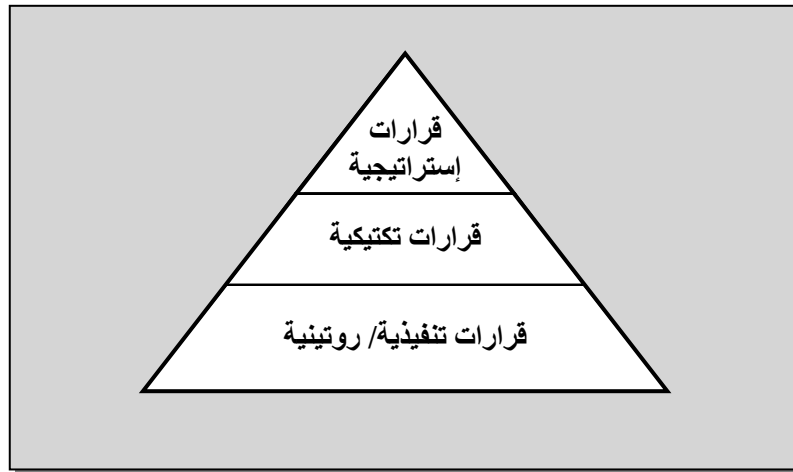 قرارات
إستراتيجية
قرارات تكتيكية
قرارات تنفيذية/ روتينية